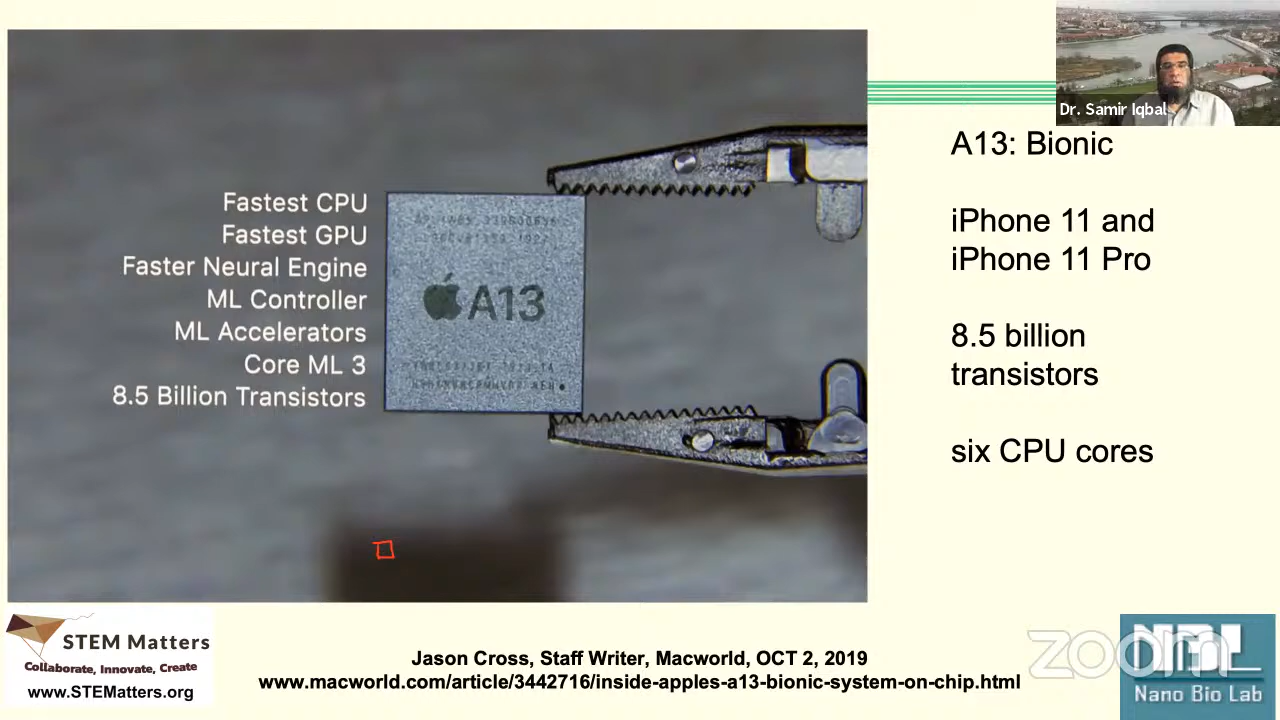 Dr. Samir Iqbal
A13: Bionic
iPhone 11 and
iPhone 11 Pro
8.5 billion
transistors
six CPU cores
Fastest CPU
Fastest GPU
Faster Neural Engine
ML Controller
ML Accelerators
Core ML 3
8.5 Billion Transistors
A13
STEM Matters
Collaborate, Innovate, Create
www.STEMatters.org
Jason Cross, Staff Writer, Macworld, OCT 2, 2019
www.macworld.com/article/3442716/inside-apples-a13-bionic-system-on-chip.html
zoom
NBL
Nano Bio Lab